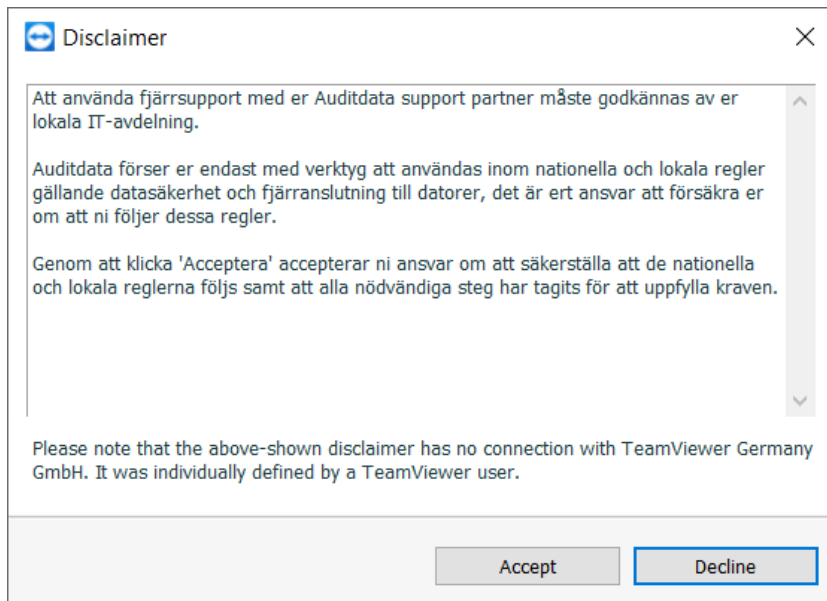 Disclaimer
Att använda fjärrsupport med er Auditdata support partner måste godkännas av er
lokala IT-avdelning.
Auditdata förser er endast med verktyg att användas inom nationella och lokala regler
gällande datasäkerhet och fjärranslutning till datorer, det är ert ansvar att försäkra er
om att ni följer dessa regler.
Genom att klicka 'Acceptera' accepterar ni ansvar om att säkerställa att de nationella
och lokala reglerna följs samt att alla nödvändiga steg har tagits för att uppfylla kraven.
Please note that the above-shown disclaimer has no connection with TeamViewer Germany
GmbH. It was individually defined by a TeamViewer user.
Accept
Decline